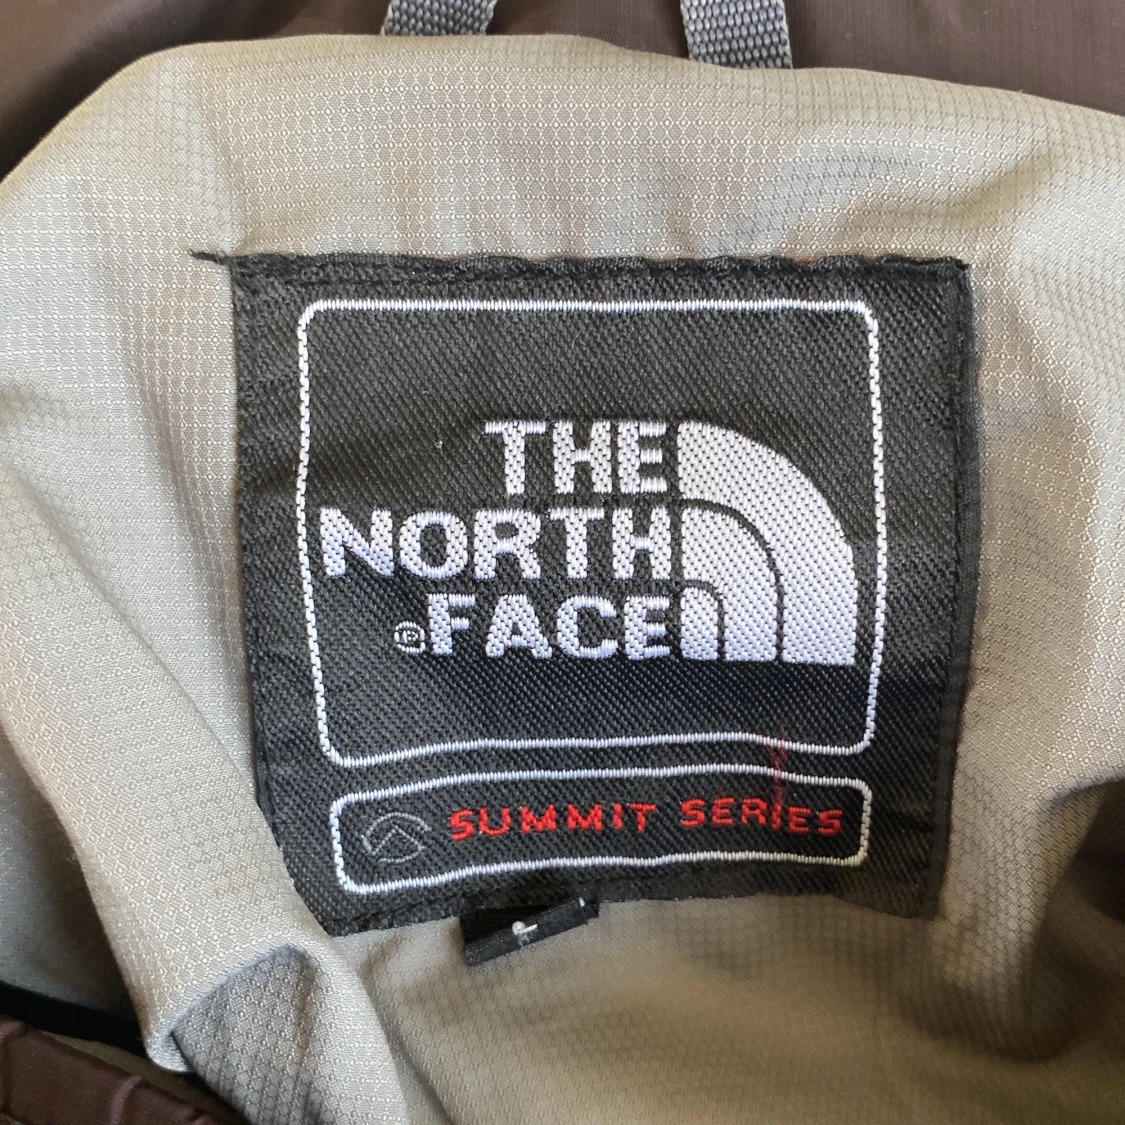 THE
NORTH
®FACE
SUMMIT SERIES